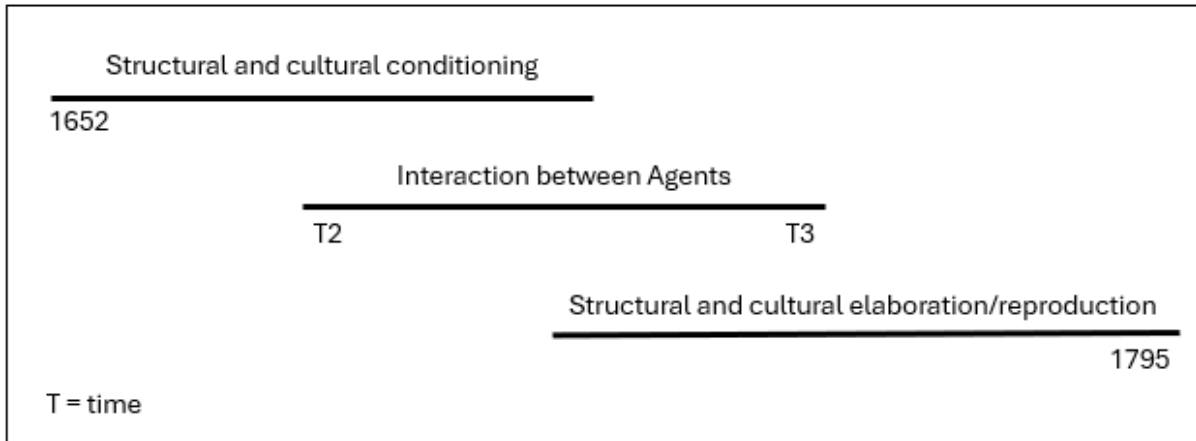 Structural and cultural conditioning
1652
Interaction between Agents
T2 T3
Structural and cultural elaboration/reproduction
1795
T = time